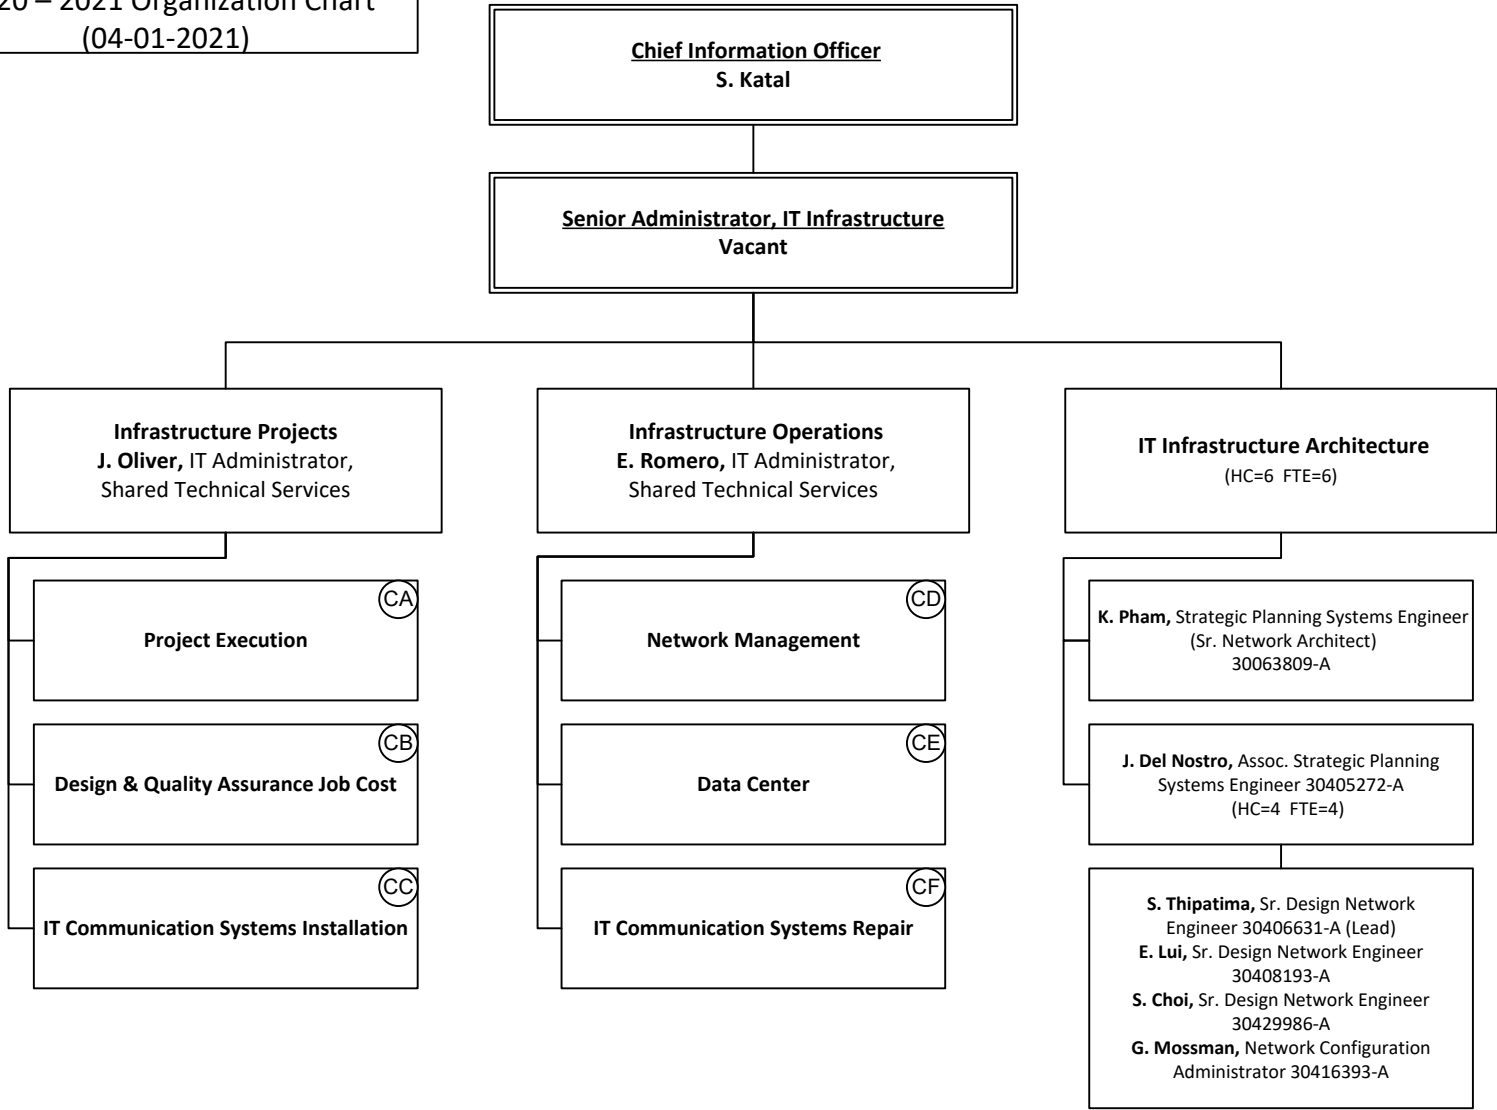 20 – 2021 Organization Chart
(04-01-2021)
Chief Information Officer
S. Katal
Senior Administrator, IT Infrastructure
Vacant
Infrastructure Projects
J. Oliver, IT Administrator,
Shared Technical Services
Infrastructure Operations
E. Romero, IT Administrator,
Shared Technical Services
IT Infrastructure Architecture
(HC=6 FTE=6)
CA
Project Execution
CB
Design & Quality Assurance Job Cost
CC
IT Communication Systems Installation
CD
Network Management
CE
Data Center
CF
IT Communication Systems Repair
K. Pham, Strategic Planning Systems Engineer
(Sr. Network Architect)
30063809-A
J. Del Nostro, Assoc. Strategic Planning
Systems Engineer 30405272-A
(HC=4 FTE=4)
S. Thipatima, Sr. Design Network
Engineer 30406631-A (Lead)
E. Lui, Sr. Design Network Engineer
30408193-A
S. Choi, Sr. Design Network Engineer
30429986-A
G. Mossman, Network Configuration
Administrator 30416393-A